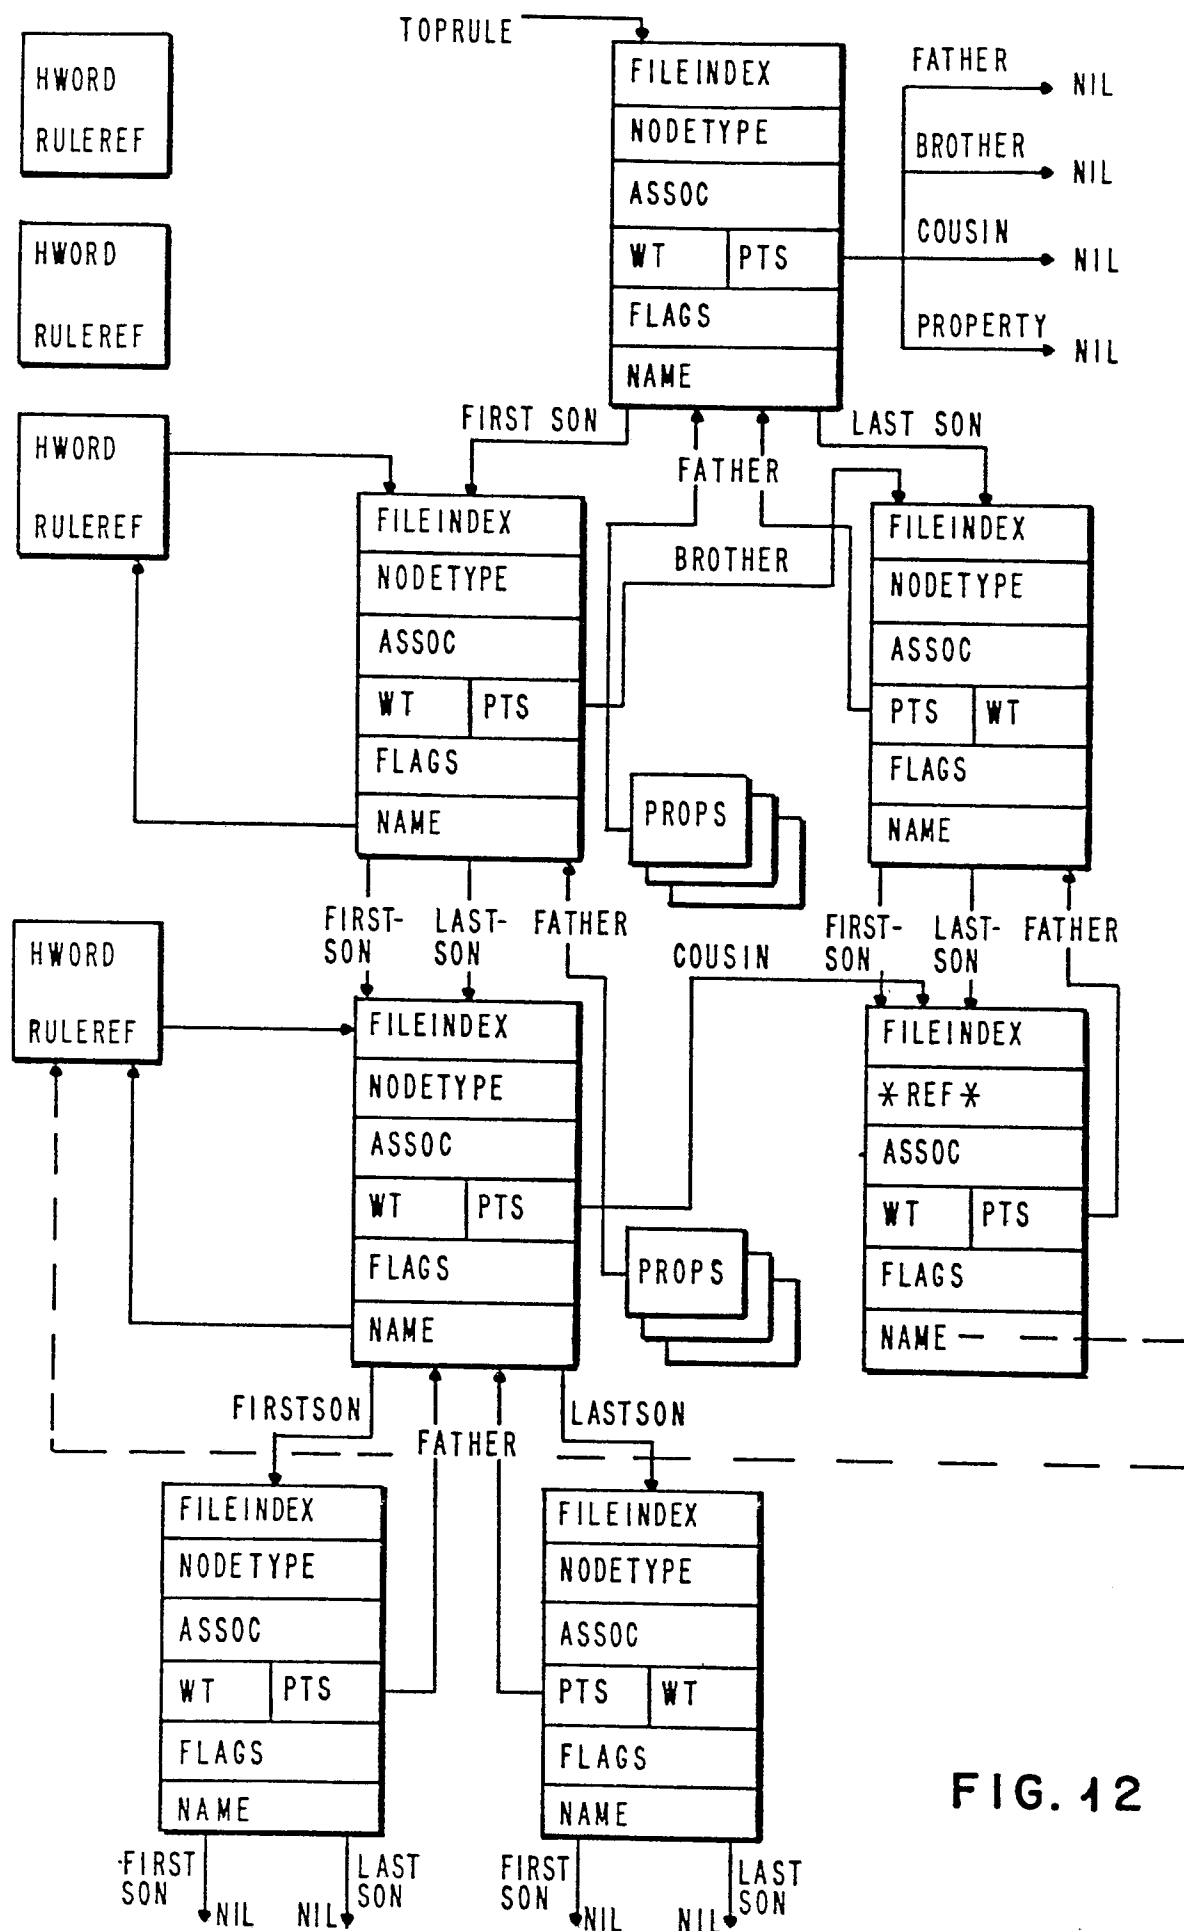 TOPRULE
FILEINDEX
NODETYPE
ASSOC
WT PTS
FLAGS
NAME
FATHER NIL
BROTHER NIL
COUSIN NIL
PROPERTY NIL
HWORD
RULEREF
HWORD
RULEREF
HWORD
RULEREF
FIRST SON
FATHER
LAST SON
BROTHER
FILEINDEX
NODETYPE
ASSOC
WT PTS
FLAGS
NAME
PROPS
FILEINDEX
NODETYPE
ASSOC
PTS WT
FLAGS
NAME
FIRST-
SON
LAST-
SON
FATHER
COUSIN
FIRST-
SON
LAST-
SON
FATHER
HWORD
RULEREF
FILEINDEX
NODETYPE
ASSOC
WT PTS
FLAGS
NAME
PROPS
FILEINDEX
*REF*
ASSOC
WT PTS
FLAGS
NAME
FIRSTSON
FATHER
LASTSON
FILEINDEX
NODETYPE
ASSOC
WT PTS
FLAGS
NAME
FILEINDEX
NODETYPE
ASSOC
PTS WT
FLAGS
NAME
FIRST
SON
NIL
LAST
SON
NIL
FIRST
SON
NIL
LAST
SON
NIL
FIG. 12